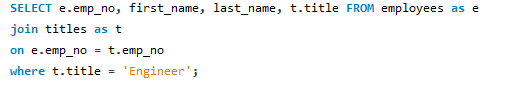 SELECT e.emp_no, first_name, last_name, t.title FROM employees as e
join titles as t
on e.emp_no = t.emp_no
where t.title = 'Engineer';